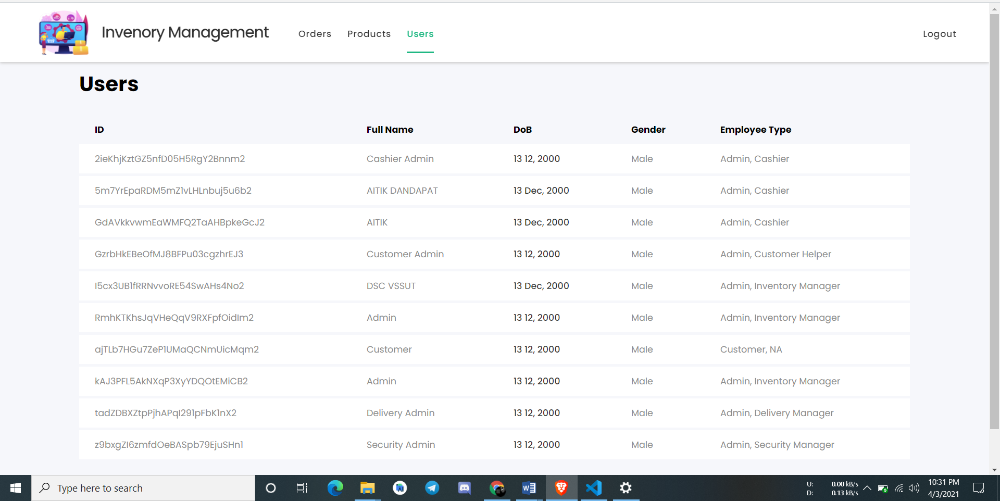 Invenory Management Orders Products Users Logout
Users
ID Full Name DoB Gender Employee Type
2ieKhjKztGZ5nfD05H5RgY2Bnnm2 Cashier Admin 13 12, 2000 Male Admin, Cashier
5m7YrEpaRDM5mZ1vLHLnbuj5u6b2 AITIK DANDAPAT 13 Dec, 2000 Male Admin, Cashier
GdAVkkvwmEaWMFQ2TaAHBpkeGcJ2 AITIK 13 Dec, 2000 Male Admin, Cashier
GzrbHkEBeOfMJ8BFPu03cgzhrEJ3 Customer Admin 13 12, 2000 Male Admin, Customer Helper
I5cx3UB1fRRNvvoRE54SwAHs4No2 DSC VSSUT 13 Dec, 2000 Male Admin, Inventory Manager
RmhKTKhsJqVHeQqV9RXFpfOidIm2 Admin 13 12, 2000 Male Admin, Inventory Manager
ajTLb7HGu7ZeP1UMaQCNmUicMqm2 Customer 13 12, 2000 Male Customer, NA
kAJ3PFL5AkNXqP3XyYDQOtEMiCB2 Admin 13 12, 2000 Male Admin, Inventory Manager
tadZDBXZtpPjhAPqI291pFbK1nX2 Delivery Admin 13 12, 2000 Male Admin, Delivery Manager
z9bxgZI6zmfdOeBASpb79EjuSHn1 Security Admin 13 12, 2000 Male Admin, Security Manager
Type here to search
U: 0.00 kB/s
D: 0.13 kB/s
10:31 PM
4/3/2021